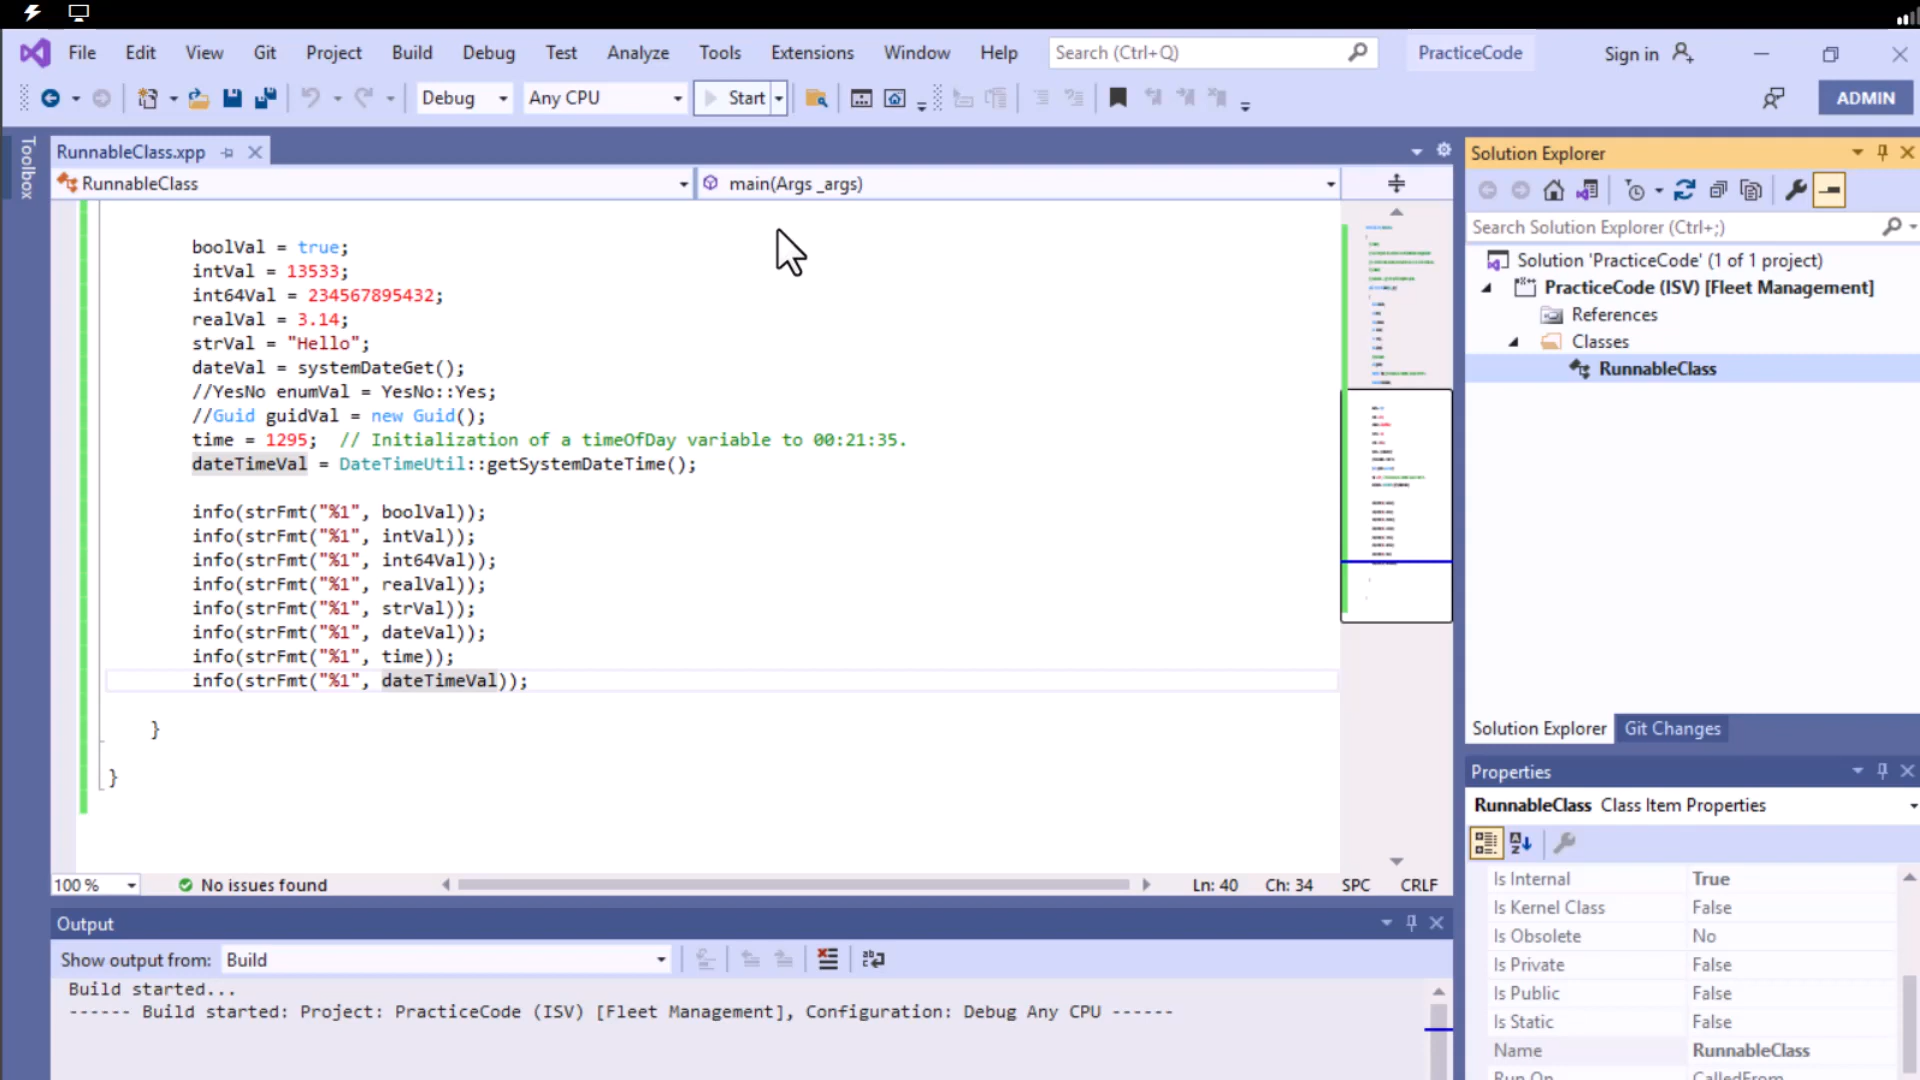 File Edit View Git Project Build Debug Test Analyze Tools Extensions Window Help Search (Ctrl+Q) PracticeCode Sign in
Debug Any CPU Start ADMIN
Toolbox
RunnableClass.xpp
RunnableClass main(Args _args)
boolVal = true;
intVal = 13533;
int64Val = 234567895432;
realVal = 3.14;
strVal = "Hello";
dateVal = systemDateGet();
//YesNo enumVal = YesNo::Yes;
//Guid guidVal = new Guid();
time = 1295;  // Initialization of a timeOfDay variable to 00:21:35.
dateTimeVal = DateTimeUtil::getSystemDateTime();
info(strFmt("%1", boolVal));
info(strFmt("%1", intVal));
info(strFmt("%1", int64Val));
info(strFmt("%1", realVal));
info(strFmt("%1", strVal));
info(strFmt("%1", dateVal));
info(strFmt("%1", time));
info(strFmt("%1", dateTimeVal));
}
}
100 % No issues found Ln: 40 Ch: 34 SPC CRLF
Output
Show output from: Build
Build started...
------ Build started: Project: PracticeCode (ISV) [Fleet Management], Configuration: Debug Any CPU ------
Solution Explorer
Search Solution Explorer (Ctrl+;)
Solution 'PracticeCode' (1 of 1 project)
PracticeCode (ISV) [Fleet Management]
References
Classes
RunnableClass
Solution Explorer Git Changes
Properties
RunnableClass Class Item Properties
Is Internal True
Is Kernel Class False
Is Obsolete No
Is Private False
Is Public False
Is Static False
Name RunnableClass
Run On CalledFrom